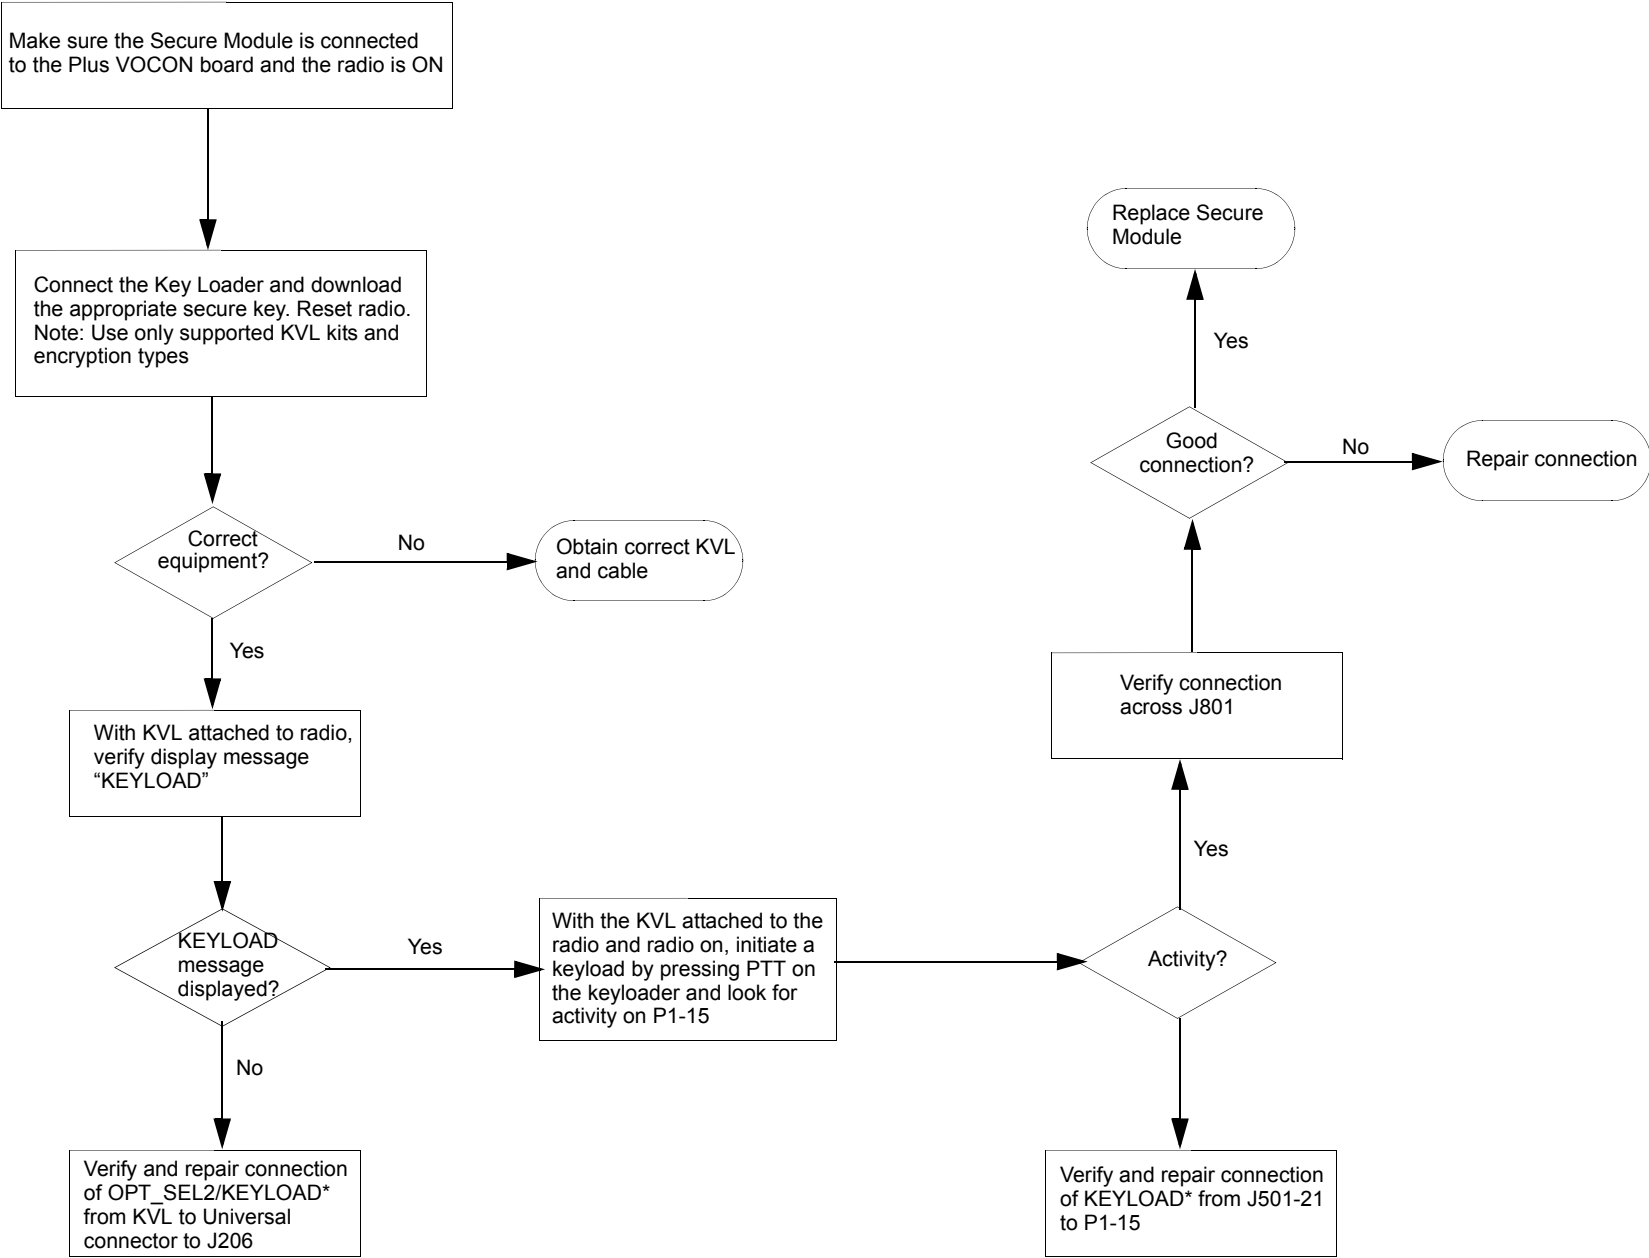 Make sure the Secure Module is connected
to the Plus VOCON board and the radio is ON
Connect the Key Loader and download
the appropriate secure key. Reset radio.
Note: Use only supported KVL kits and
encryption types
Correct
equipment?
No
Obtain correct KVL
and cable
Yes
With KVL attached to radio,
verify display message
“KEYLOAD”
KEYLOAD
message
displayed?
Yes
No
Verify and repair connection
of OPT_SEL2/KEYLOAD*
from KVL to Universal
connector to J206
With the KVL attached to the
radio and radio on, initiate a
keyload by pressing PTT on
the keyloader and look for
activity on P1-15
Activity?
Yes
Verify and repair connection
of KEYLOAD* from J501-21
to P1-15
Verify connection
across J801
Good
connection?
No
Repair connection
Yes
Replace Secure
Module